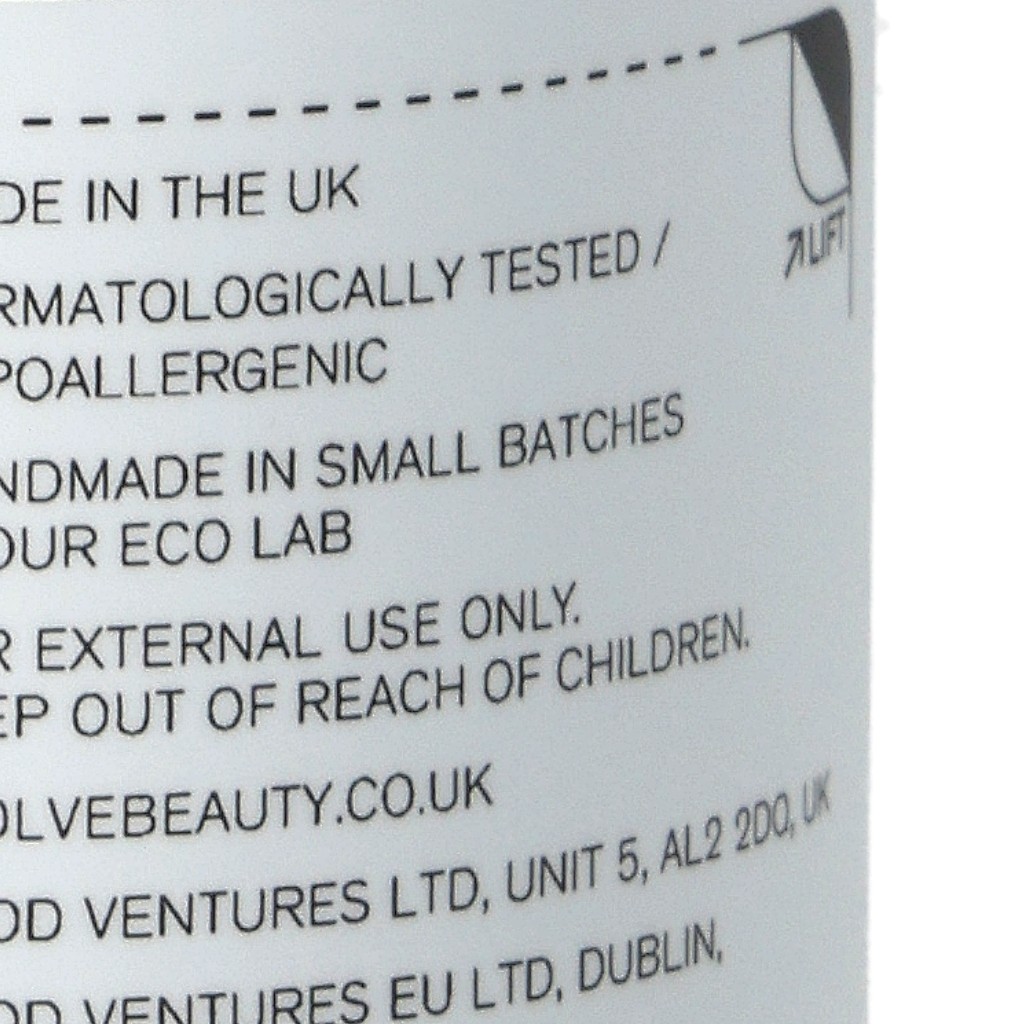 DE IN THE UK
↗LIFT
RMATOLOGICALLY TESTED /
POALLERGENIC
NDMADE IN SMALL BATCHES
OUR ECO LAB
R EXTERNAL USE ONLY.
EP OUT OF REACH OF CHILDREN.
OLVEBEAUTY.CO.UK
OD VENTURES LTD, UNIT 5, AL2 2DQ, UK
OD VENTURES EU LTD, DUBLIN,